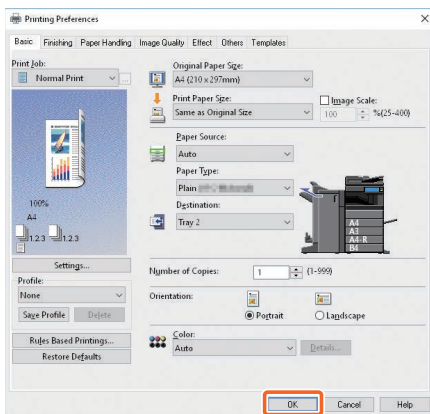 Printing Preferences
Basic Finishing Paper Handling Image Quality Effect Others Templates
Print Job:
Normal Print
...
100%
A4
1.2.3 1.2.3
Settings...
Profile:
None
Save Profile Delete
Rules Based Printings...
Restore Defaults
Original Paper Size:
A4 (210 x 297mm)
Print Paper Size:
Same as Original Size
Image Scale:
100 %(25-400)
Paper Source:
Auto
Paper Type:
Plain
Destination:
Tray 2
A4
A3
A4-R
B4
Number of Copies: 1 (1-999)
Orientation:
Portrait Landscape
Color:
Auto Details...
OK Cancel Help